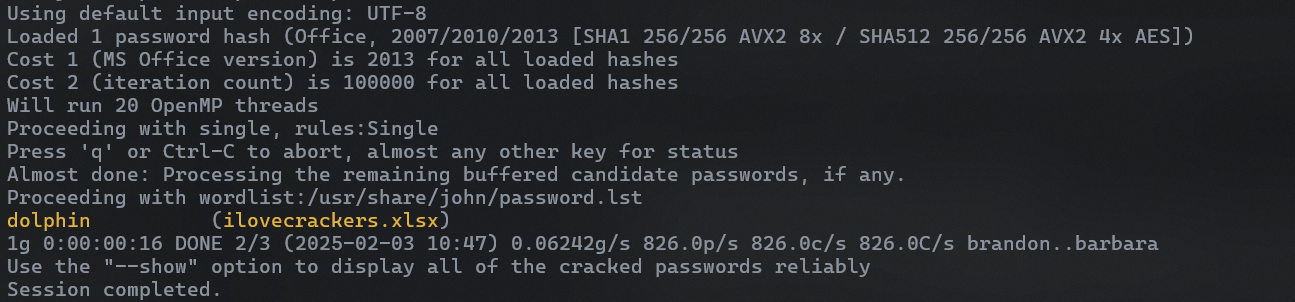 Using default input encoding: UTF-8
Loaded 1 password hash (Office, 2007/2010/2013 [SHA1 256/256 AVX2 8x / SHA512 256/256 AVX2 4x AES])
Cost 1 (MS Office version) is 2013 for all loaded hashes
Cost 2 (iteration count) is 100000 for all loaded hashes
Will run 20 OpenMP threads
Proceeding with single, rules:Single
Press 'q' or Ctrl-C to abort, almost any other key for status
Almost done: Processing the remaining buffered candidate passwords, if any.
Proceeding with wordlist:/usr/share/john/password.lst
dolphin          (ilovecrackers.xlsx)
1g 0:00:00:16 DONE 2/3 (2025-02-03 10:47) 0.06242g/s 826.0p/s 826.0c/s 826.0C/s brandon..barbara
Use the "--show" option to display all of the cracked passwords reliably
Session completed.